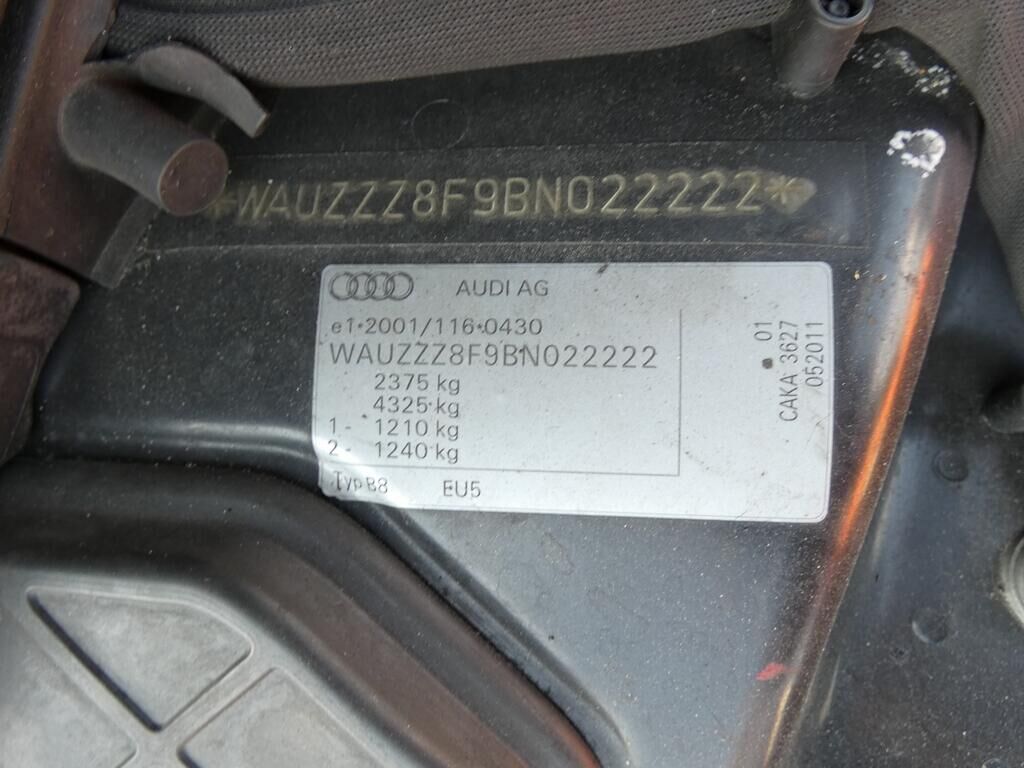 *WAUZZZ8F9BN022222*
AUDI AG
e1*2001/116*0430
WAUZZZ8F9BN022222
2375 kg
4325 kg
1- 1210 kg
2- 1240 kg
Typ B8 EU5
01
CAKA 3627
052011